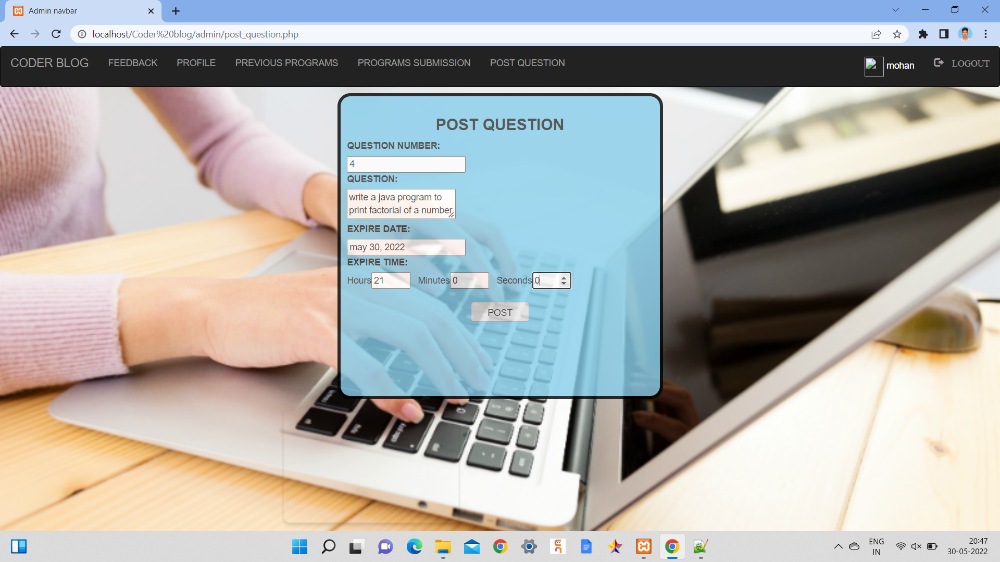 Admin navbar
localhost/Coder%20blog/admin/post_question.php
CODER BLOG FEEDBACK PROFILE PREVIOUS PROGRAMS PROGRAMS SUBMISSION POST QUESTION mohan LOGOUT
POST QUESTION
QUESTION NUMBER:
4
QUESTION:
write a java program to
print factorial of a number
EXPIRE DATE:
may 30, 2022
EXPIRE TIME:
Hours 21 Minutes 0 Seconds 0
POST
ENG 20:47
IN 30-05-2022